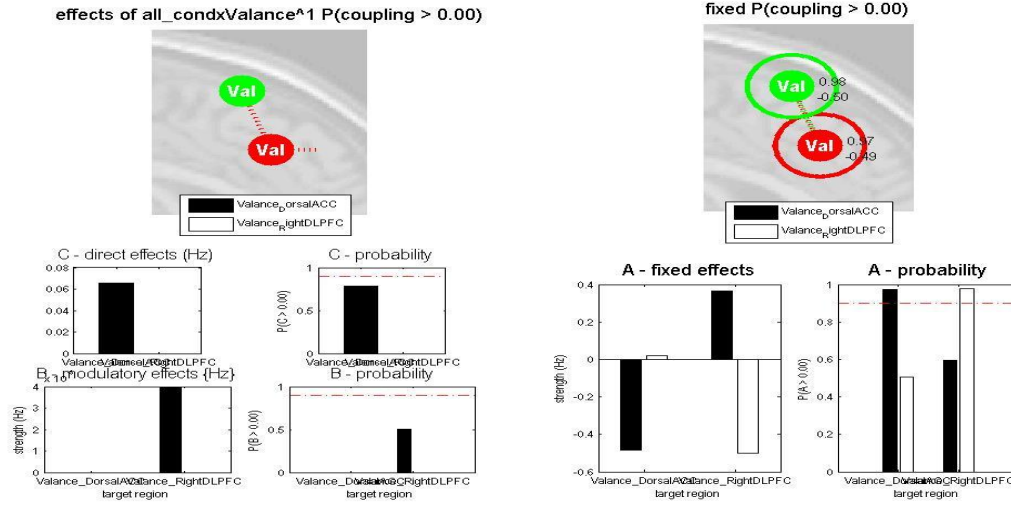 effects of all_condxValance^1 P(coupling > 0.00)
Val
Val
Valance_DorsalACC
Valance_RightDLPFC
C - direct effects (Hz)
0.08
0.06
0.04
0.02
0
C - probability
1
0.5
0
P(C > 0.00)
Valance_RightDLPFC
B - modulatory effects {Hz}
4
3
2
1
0
strength (Hz)
Valance_DorsalACC
Valance_RightDLPFC
target region
B - probability
1
0.5
0
P(B > 0.00)
target region
fixed P(coupling > 0.00)
Val
0.98
-0.50
Val
-0.49
Valance_DorsalACC
Valance_RightDLPFC
A - fixed effects
0.4
0.2
0
-0.2
-0.4
-0.6
strength (Hz)
Valance_DorsalACC
Valance_RightDLPFC
target region
A - probability
1
0.8
0.6
0.4
0.2
0
P(A > 0.00)
Valance_DorsalACC
Valance_RightDLPFC
target region